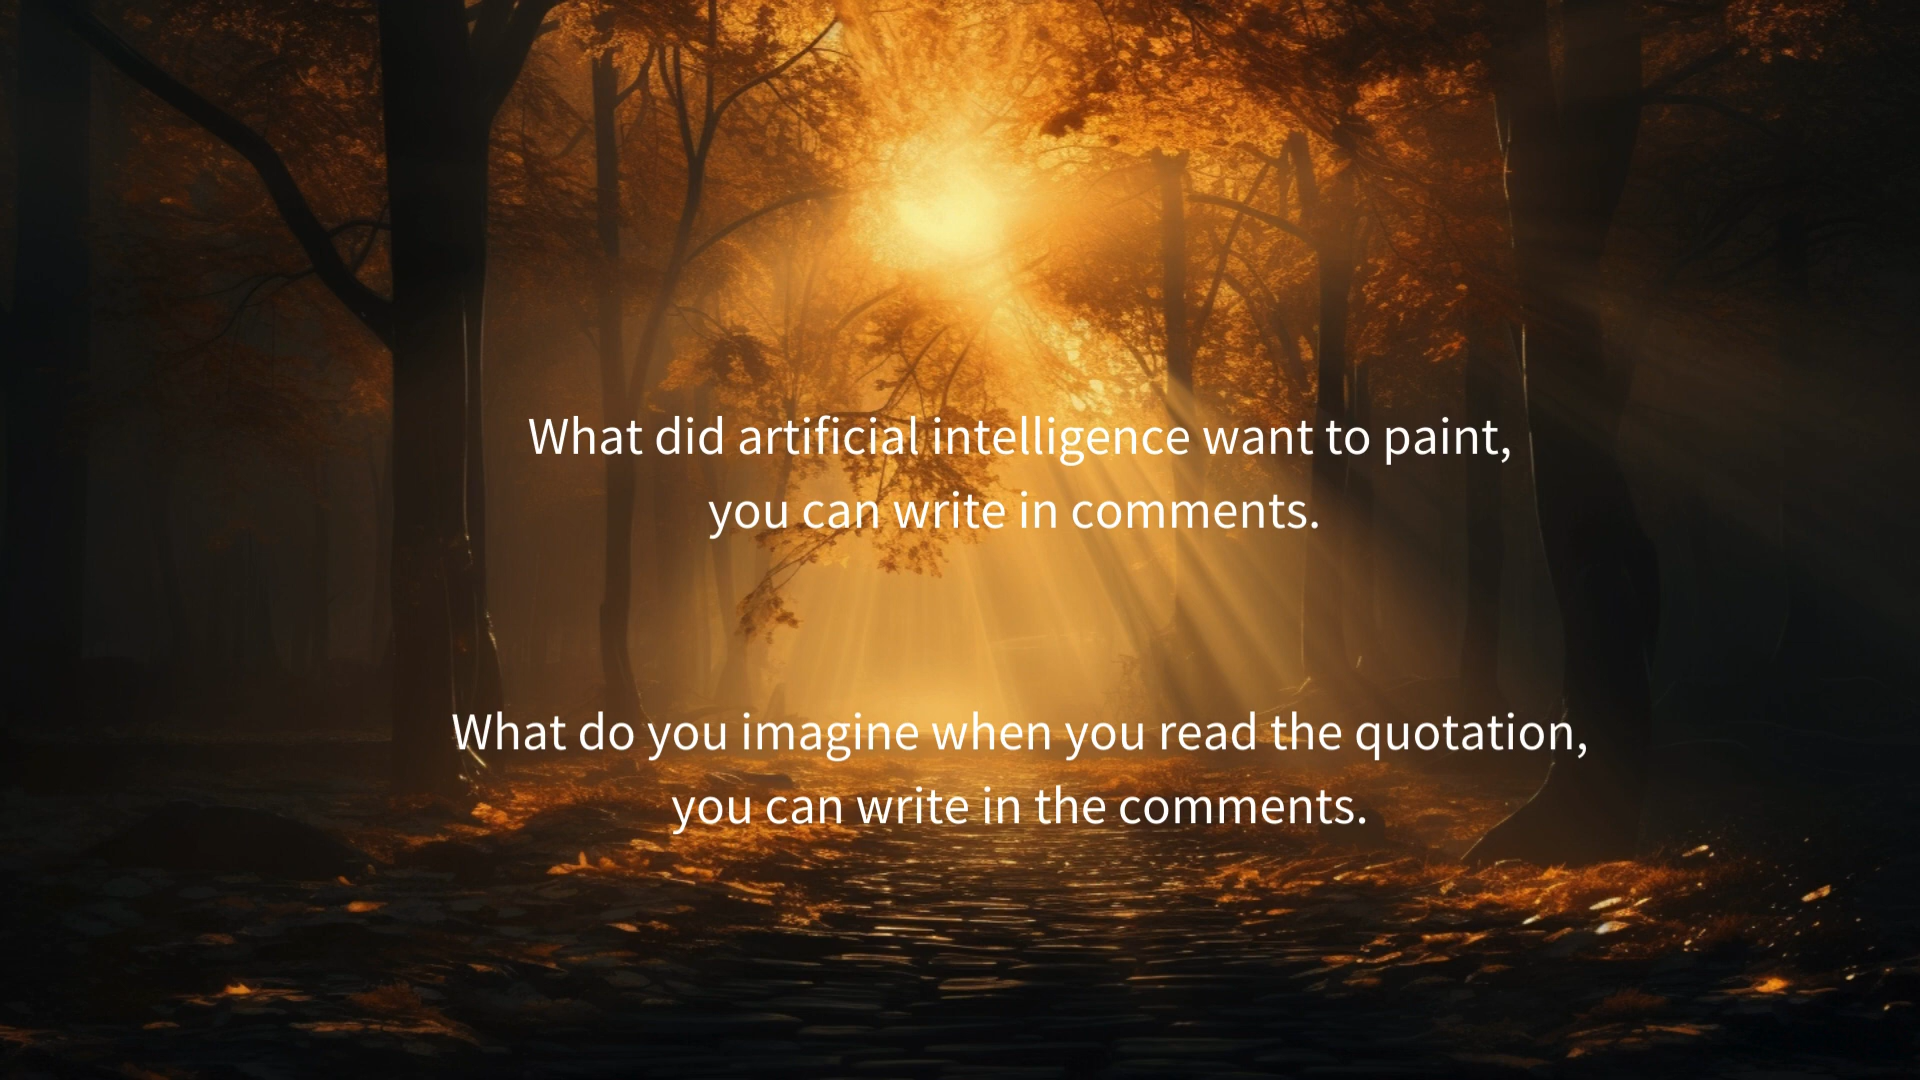 What did artificial intelligence want to paint,
you can write in comments.
What do you imagine when you read the quotation,
you can write in the comments.